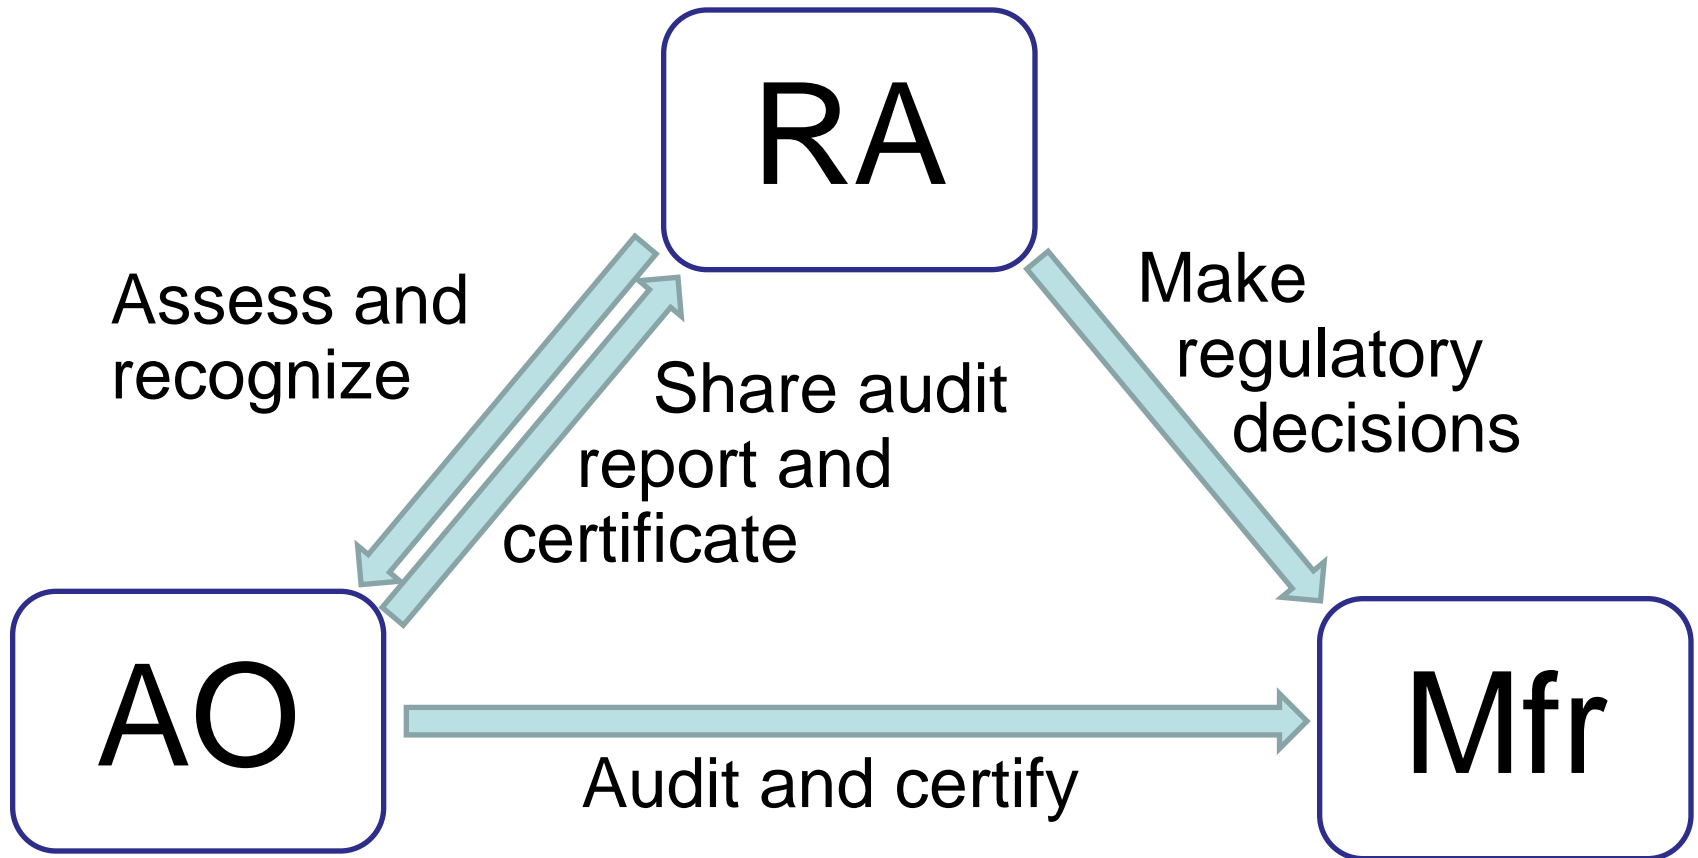 RA
Assess and
recognize
Share audit
report and
certificate
Make
regulatory
decisions
AO
Audit and certify
Mfr